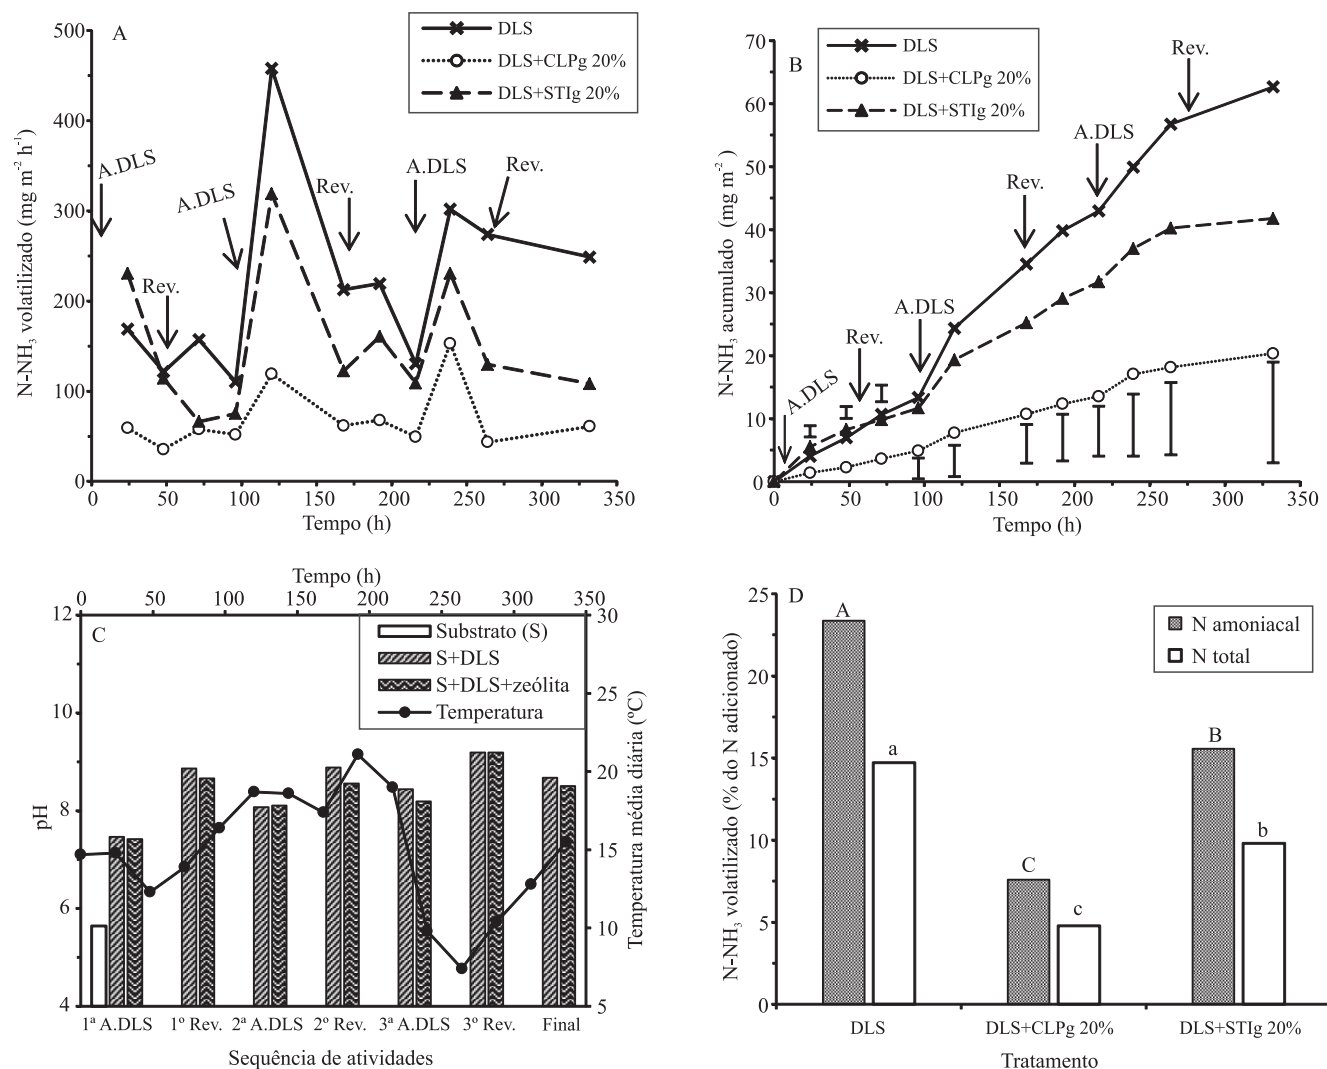 A
DLS
DLS+CLPg 20%
DLS+STIg 20%
N-NH3 volatilizado (mg m-2 h-1)
500
400
300
200
100
0
A.DLS
Rev.
A.DLS
Rev.
A.DLS
Rev.
0 50 100 150 200 250 300 350
Tempo (h)
B
DLS
DLS+CLPg 20%
DLS+STIg 20%
N-NH3 acumulado (mg m-2)
70
60
50
40
30
20
10
0
A.DLS
Rev.
A.DLS
Rev.
A.DLS
Rev.
0 50 100 150 200 250 300 350
Tempo (h)
Tempo (h)
0 50 100 150 200 250 300 350
C
Substrato (S)
S+DLS
S+DLS+zeólita
Temperatura
pH
12
10
8
6
4
Temperatura média diária (ºC)
30
25
20
15
10
5
1ª A.DLS 1º Rev. 2ª A.DLS 2º Rev. 3ª A.DLS 3º Rev. Final
Sequência de atividades
D
N amoniacal
N total
N-NH3 volatilizado (% do N adicionado)
25
20
15
10
5
0
A
a
C
c
B
b
DLS DLS+CLPg 20% DLS+STIg 20%
Tratamento